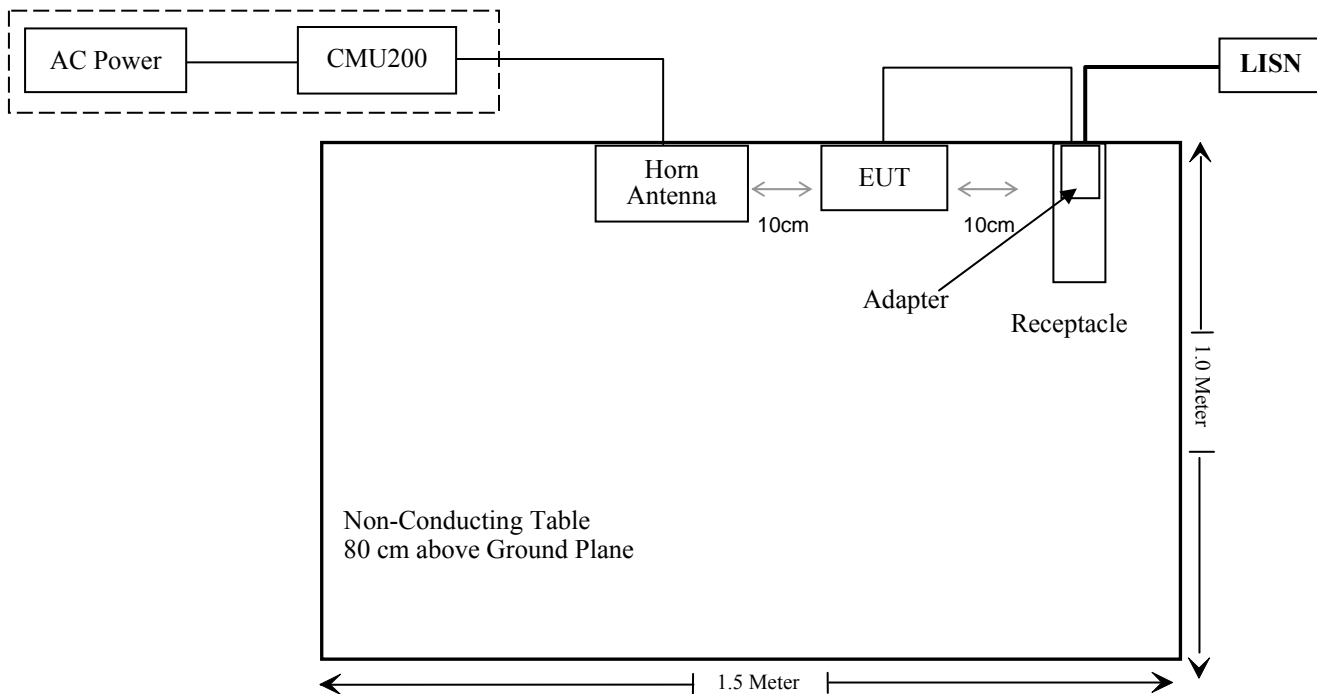 AC Power
CMU200
LISN
Horn
Antenna
EUT
10cm
10cm
Adapter
Receptacle
1.0 Meter
Non-Conducting Table
80 cm above Ground Plane
1.5 Meter